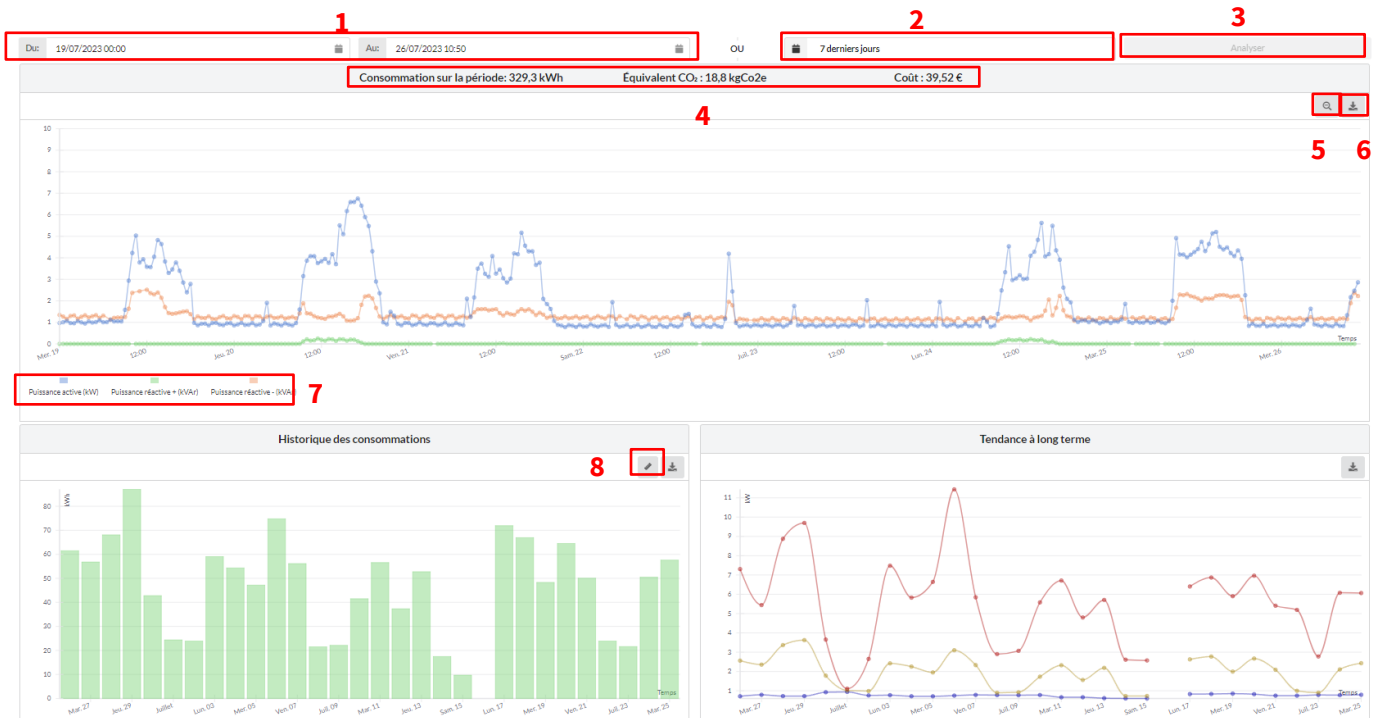 1 2 3
Du: 19/07/2023 00:00 Au: 26/07/2023 10:50 OU 7 derniers jours Analyser
Consommation sur la période: 329,3 kWh Équivalent CO₂ : 18,8 kgCo2e Coût : 39,52 €
4
5 6
10
9
8
7
6
5
4
3
2
1
0
Temps
Mer. 19 12:00 Jeu. 20 12:00 Ven. 21 12:00 Sam. 22 12:00 Juil. 23 12:00 Lun. 24 12:00 Mar. 25 12:00 Mer. 26
Puissance active (kW) Puissance réactive + (kVAr) Puissance réactive - (kVAr)
7
Historique des consommations
8
kWh
80
70
60
50
40
30
20
10
0
Temps
Mar. 27 Jeu. 29 Juillet Lun. 03 Mer. 05 Ven. 07 Juil. 09 Mar. 11 Jeu. 13 Sam. 15 Lun. 17 Mer. 19 Ven. 21 Juil. 23 Mar. 25
Tendance à long terme
kW
11
10
9
8
7
6
5
4
3
2
1
Temps
Mar. 27 Jeu. 29 Juillet Lun. 03 Mer. 05 Ven. 07 Juil. 09 Mar. 11 Jeu. 13 Sam. 15 Lun. 17 Mer. 19 Ven. 21 Juil. 23 Mar. 25